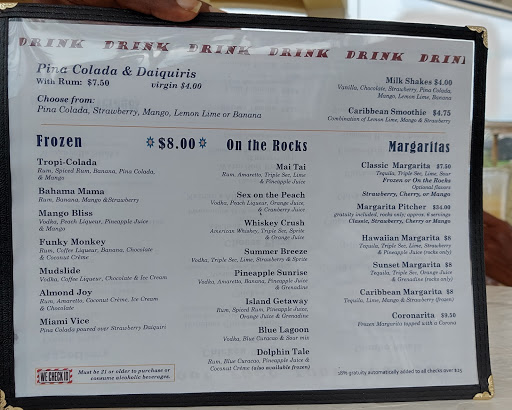 DRINK DRINK DRINK DRINK DRINK DRIN
Pina Colada & Daiquiris
With Rum: $7.50 virgin $4.00
Choose from:
Pina Colada, Strawberry, Mango, Lemon Lime or Banana
Milk Shakes $4.00
Vanilla, Chocolate, Strawberry, Pina Colada,
Mango, Lemon Lime, Banana
Caribbean Smoothie $4.75
Combination of Lemon Lime, Mango & Strawberry
Frozen $8.00 On the Rocks
Tropi-Colada
Rum, Spiced Rum, Banana, Pina Colada,
& Mango
Bahama Mama
Rum, Banana, Mango &Strawberry
Mango Bliss
Vodka, Peach Liqueur, Pineapple Juice
& Mango
Funky Monkey
Rum, Coffee Liqueur, Banana, Chocolate
& Coconut Crème
Mudslide
Vodka, Coffee Liqueur, Chocolate & Ice Cream
Almond Joy
Rum, Amaretto, Coconut Crème, Ice Cream
& Chocolate
Miami Vice
Pina Colada poured over Strawberry Daiquiri
Mai Tai
Rum, Amaretto, Triple Sec, Lime
& Pineapple Juice
Sex on the Peach
Vodka, Peach Liqueur, Orange Juice,
& Cranberry Juice
Whiskey Crush
American Whiskey, Triple Sec, Sprite
& Orange Juice
Summer Breeze
Vodka, Triple Sec, Lime, Strawberry & Sprite
Pineapple Sunrise
Vodka, Amaretto, Banana, Pineapple Juice
& Grenadine
Island Getaway
Rum, Spiced Rum, Pineapple Juice,
Orange Juice & Grenadine
Blue Lagoon
Vodka, Blue Curacao & Sour mix
Dolphin Tale
Rum, Blue Curacao, Pineapple Juice &
Coconut Crème (also available frozen)
Margaritas
Classic Margarita $7.50
Tequila, Triple Sec, Lime, Sour
Frozen or On the Rocks
Optional flavors
Strawberry, Cherry, or Mango
Margarita Pitcher $34.00
gratuity included, rocks only; approx. 6 servings
Classic, Strawberry, Cherry or Mango
Hawaiian Margarita $8
Tequila, Triple Sec, Lime, Strawberry
& Pineapple Juice (rocks only)
Sunset Margarita $8
Tequila, Triple Sec, Orange Juice
& Grenadine (rocks only)
Caribbean Margarita $8
Tequila, Lime, Mango & Strawberry (frozen)
Coronarita $9.50
Frozen Margarita topped with a Corona
WE CHECK ID
Must be 21 or older to purchase or
consume alcoholic beverages.
18% gratuity automatically added to all checks over $25